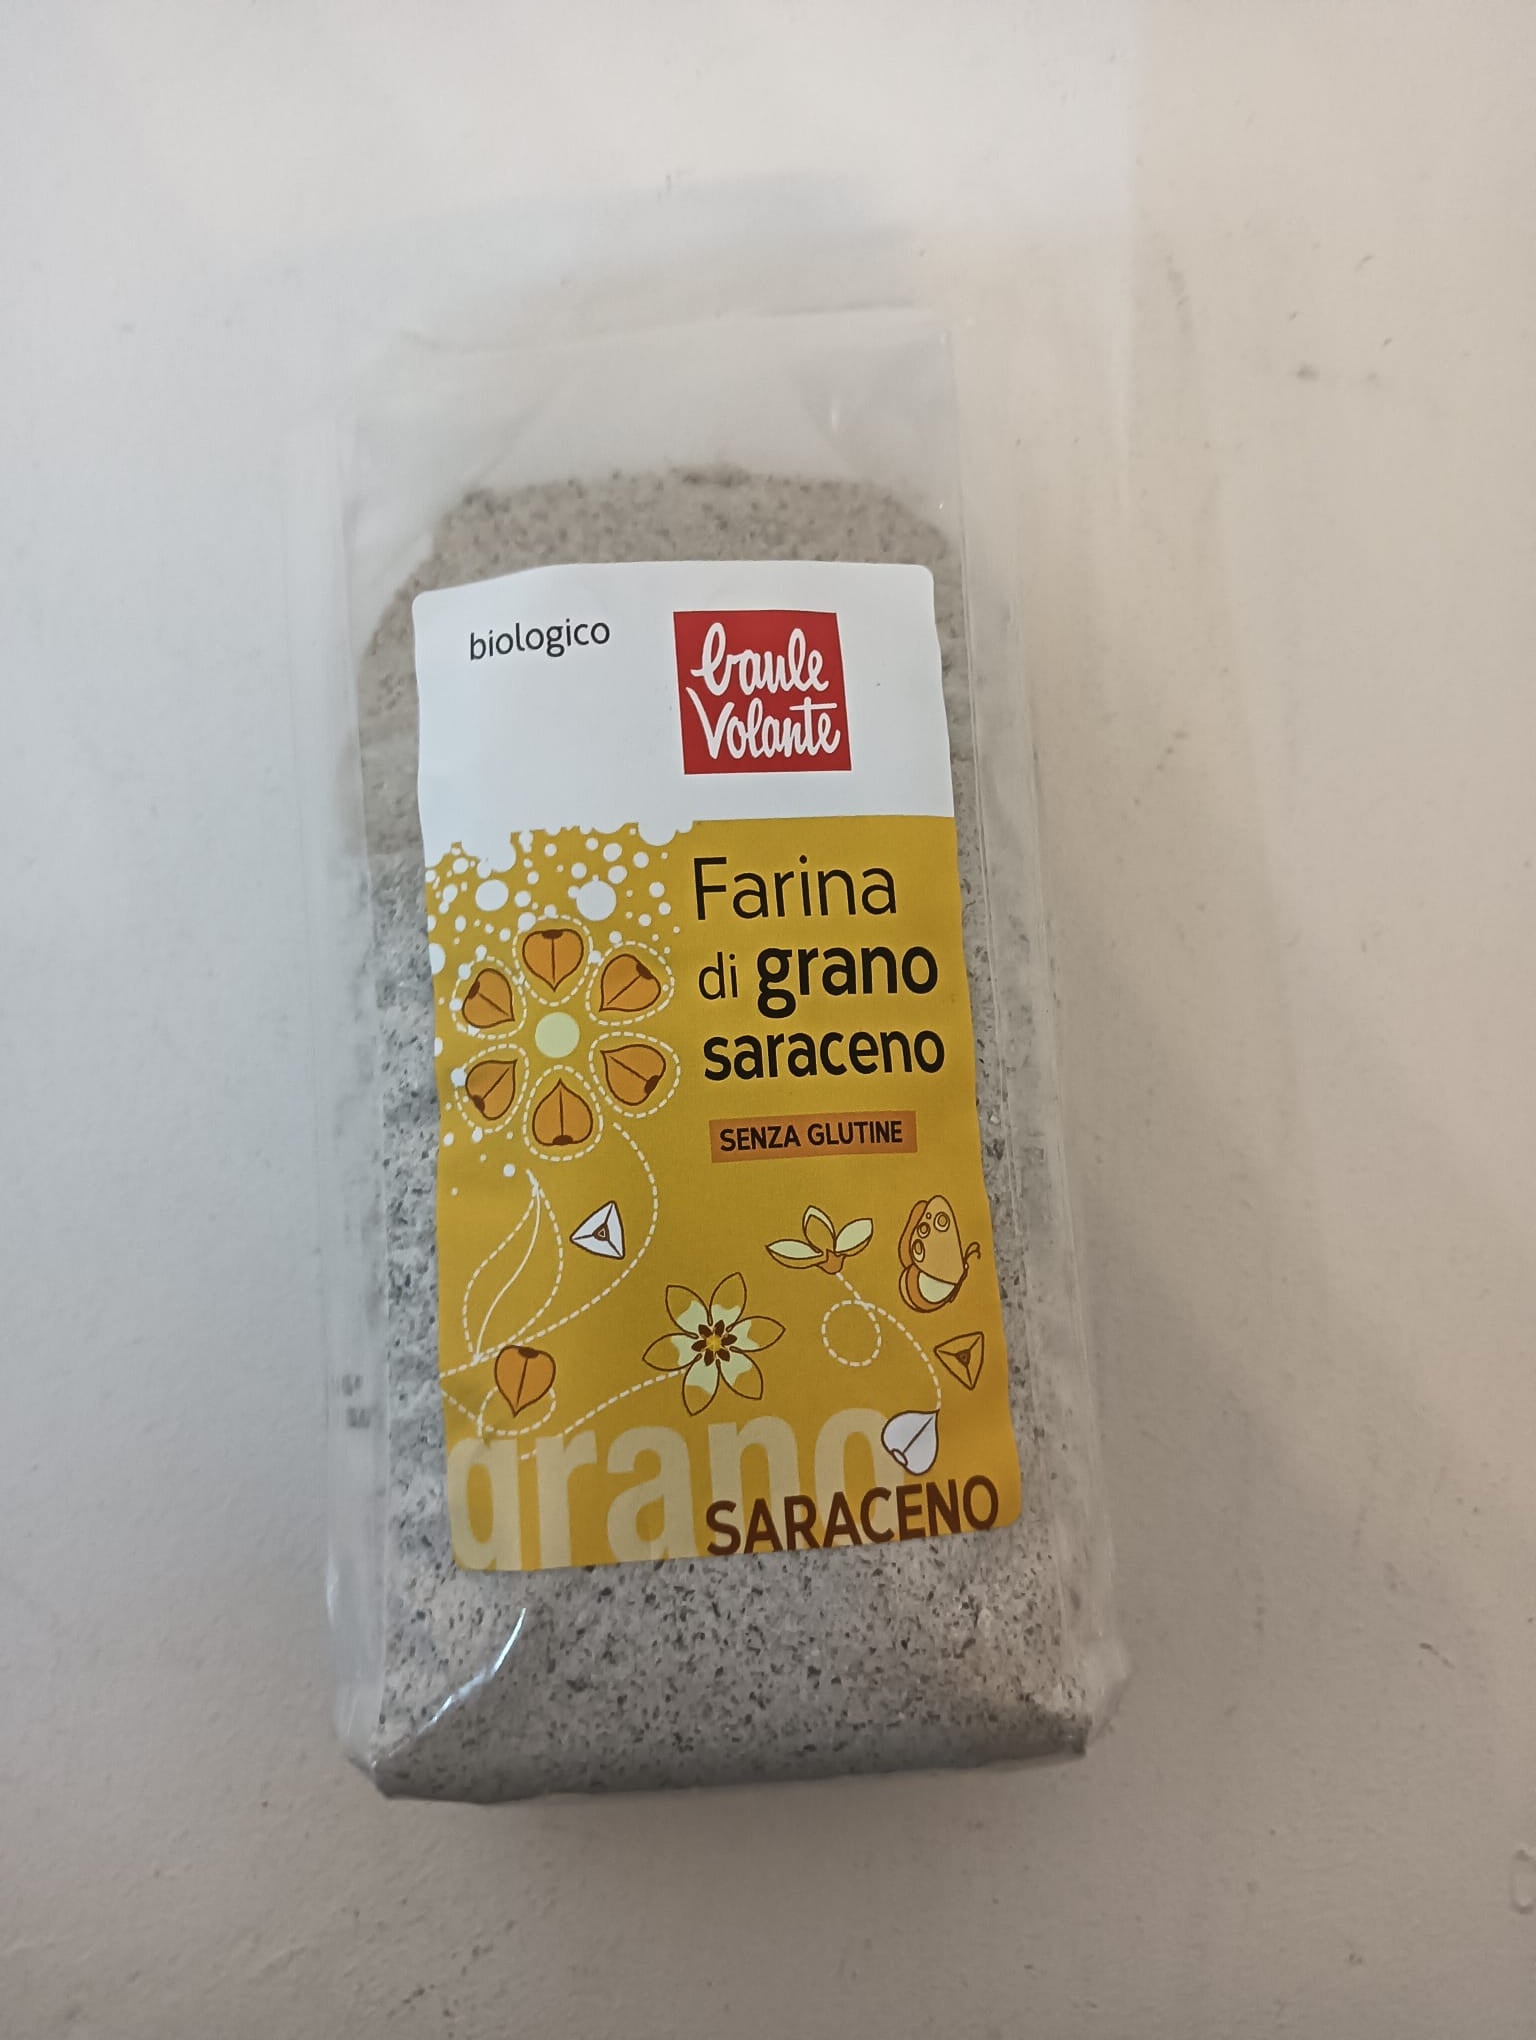 biologico
baule
volante
Farina
di grano
saraceno
SENZA GLUTINE
grano
SARACENO